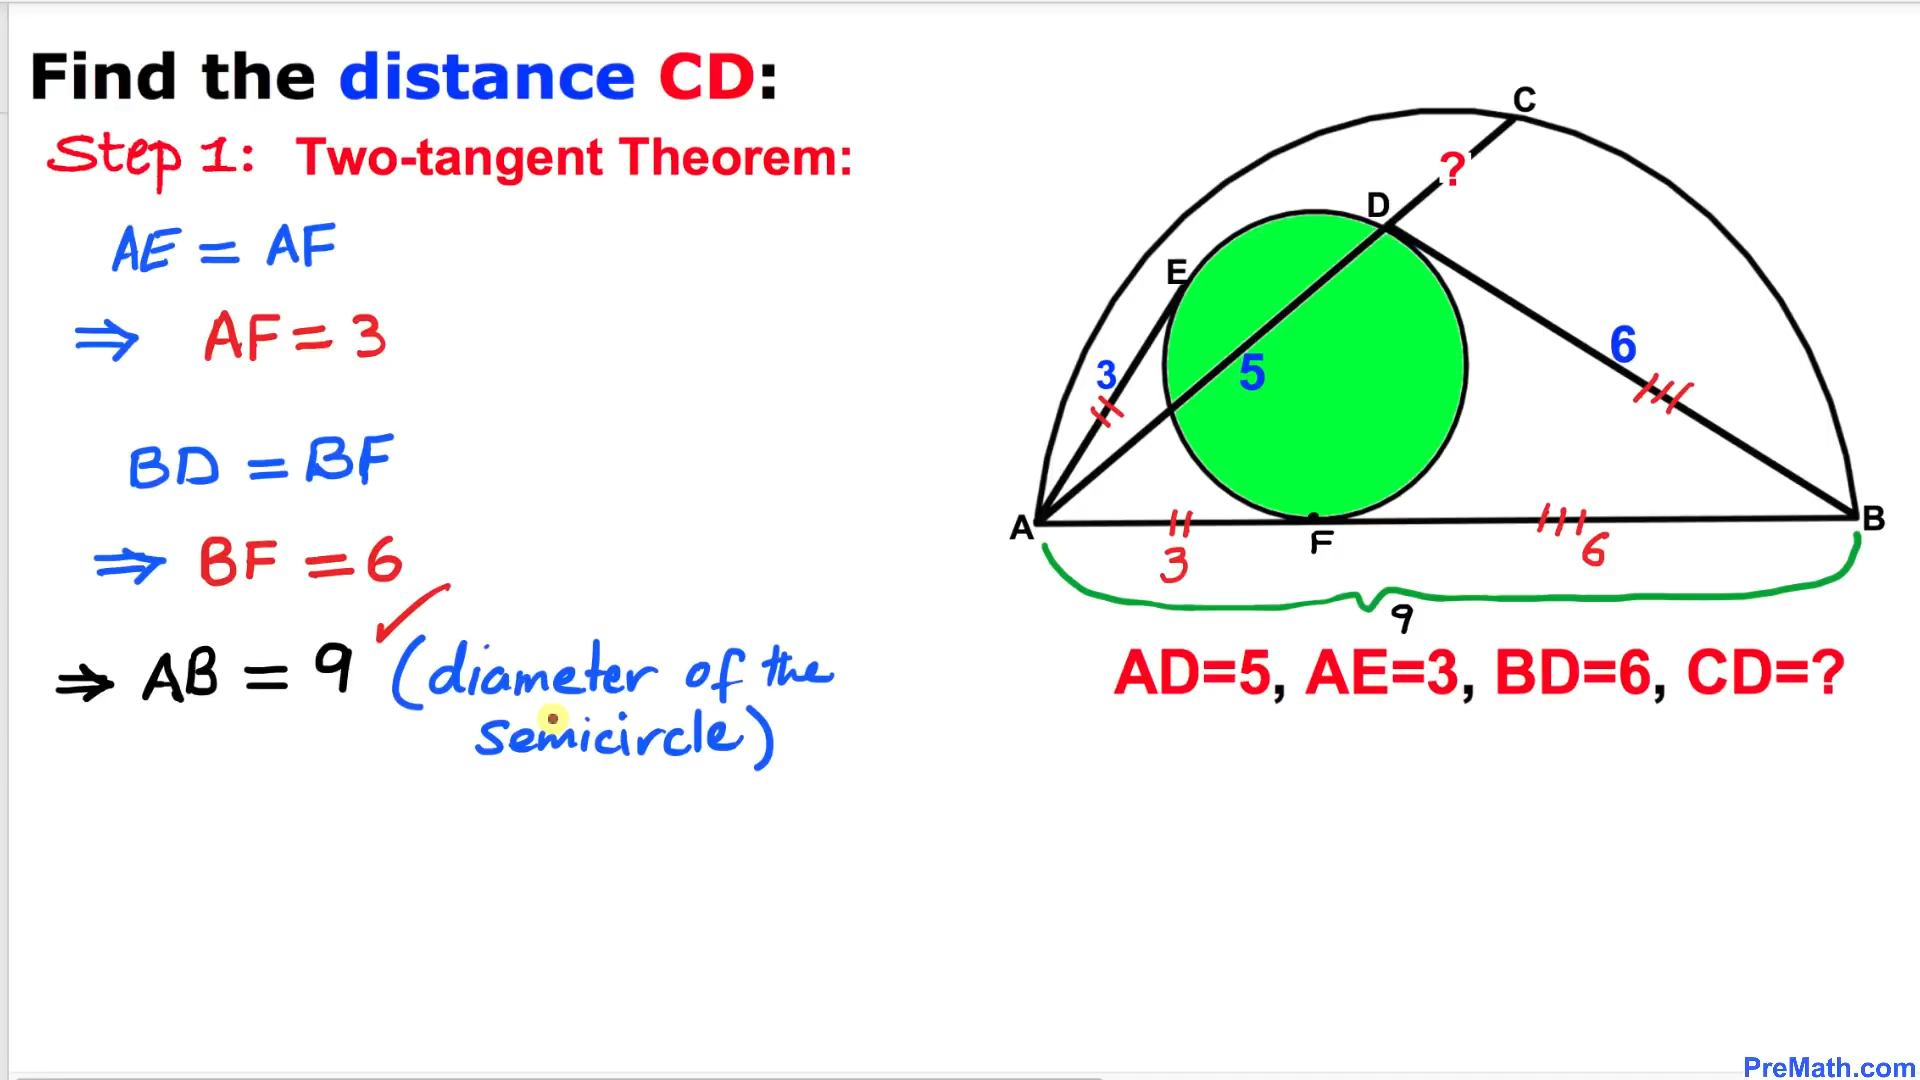 Find the distance CD:
Step 1: Two-tangent Theorem:
AE = AF
⇒ AF = 3
BD = BF
⇒ BF = 6
⇒ AB = 9 (diameter of the
semicircle)
C
?
D
E
6
3
5
A
B
F
3
6
9
AD=5, AE=3, BD=6, CD=?
PreMath.com